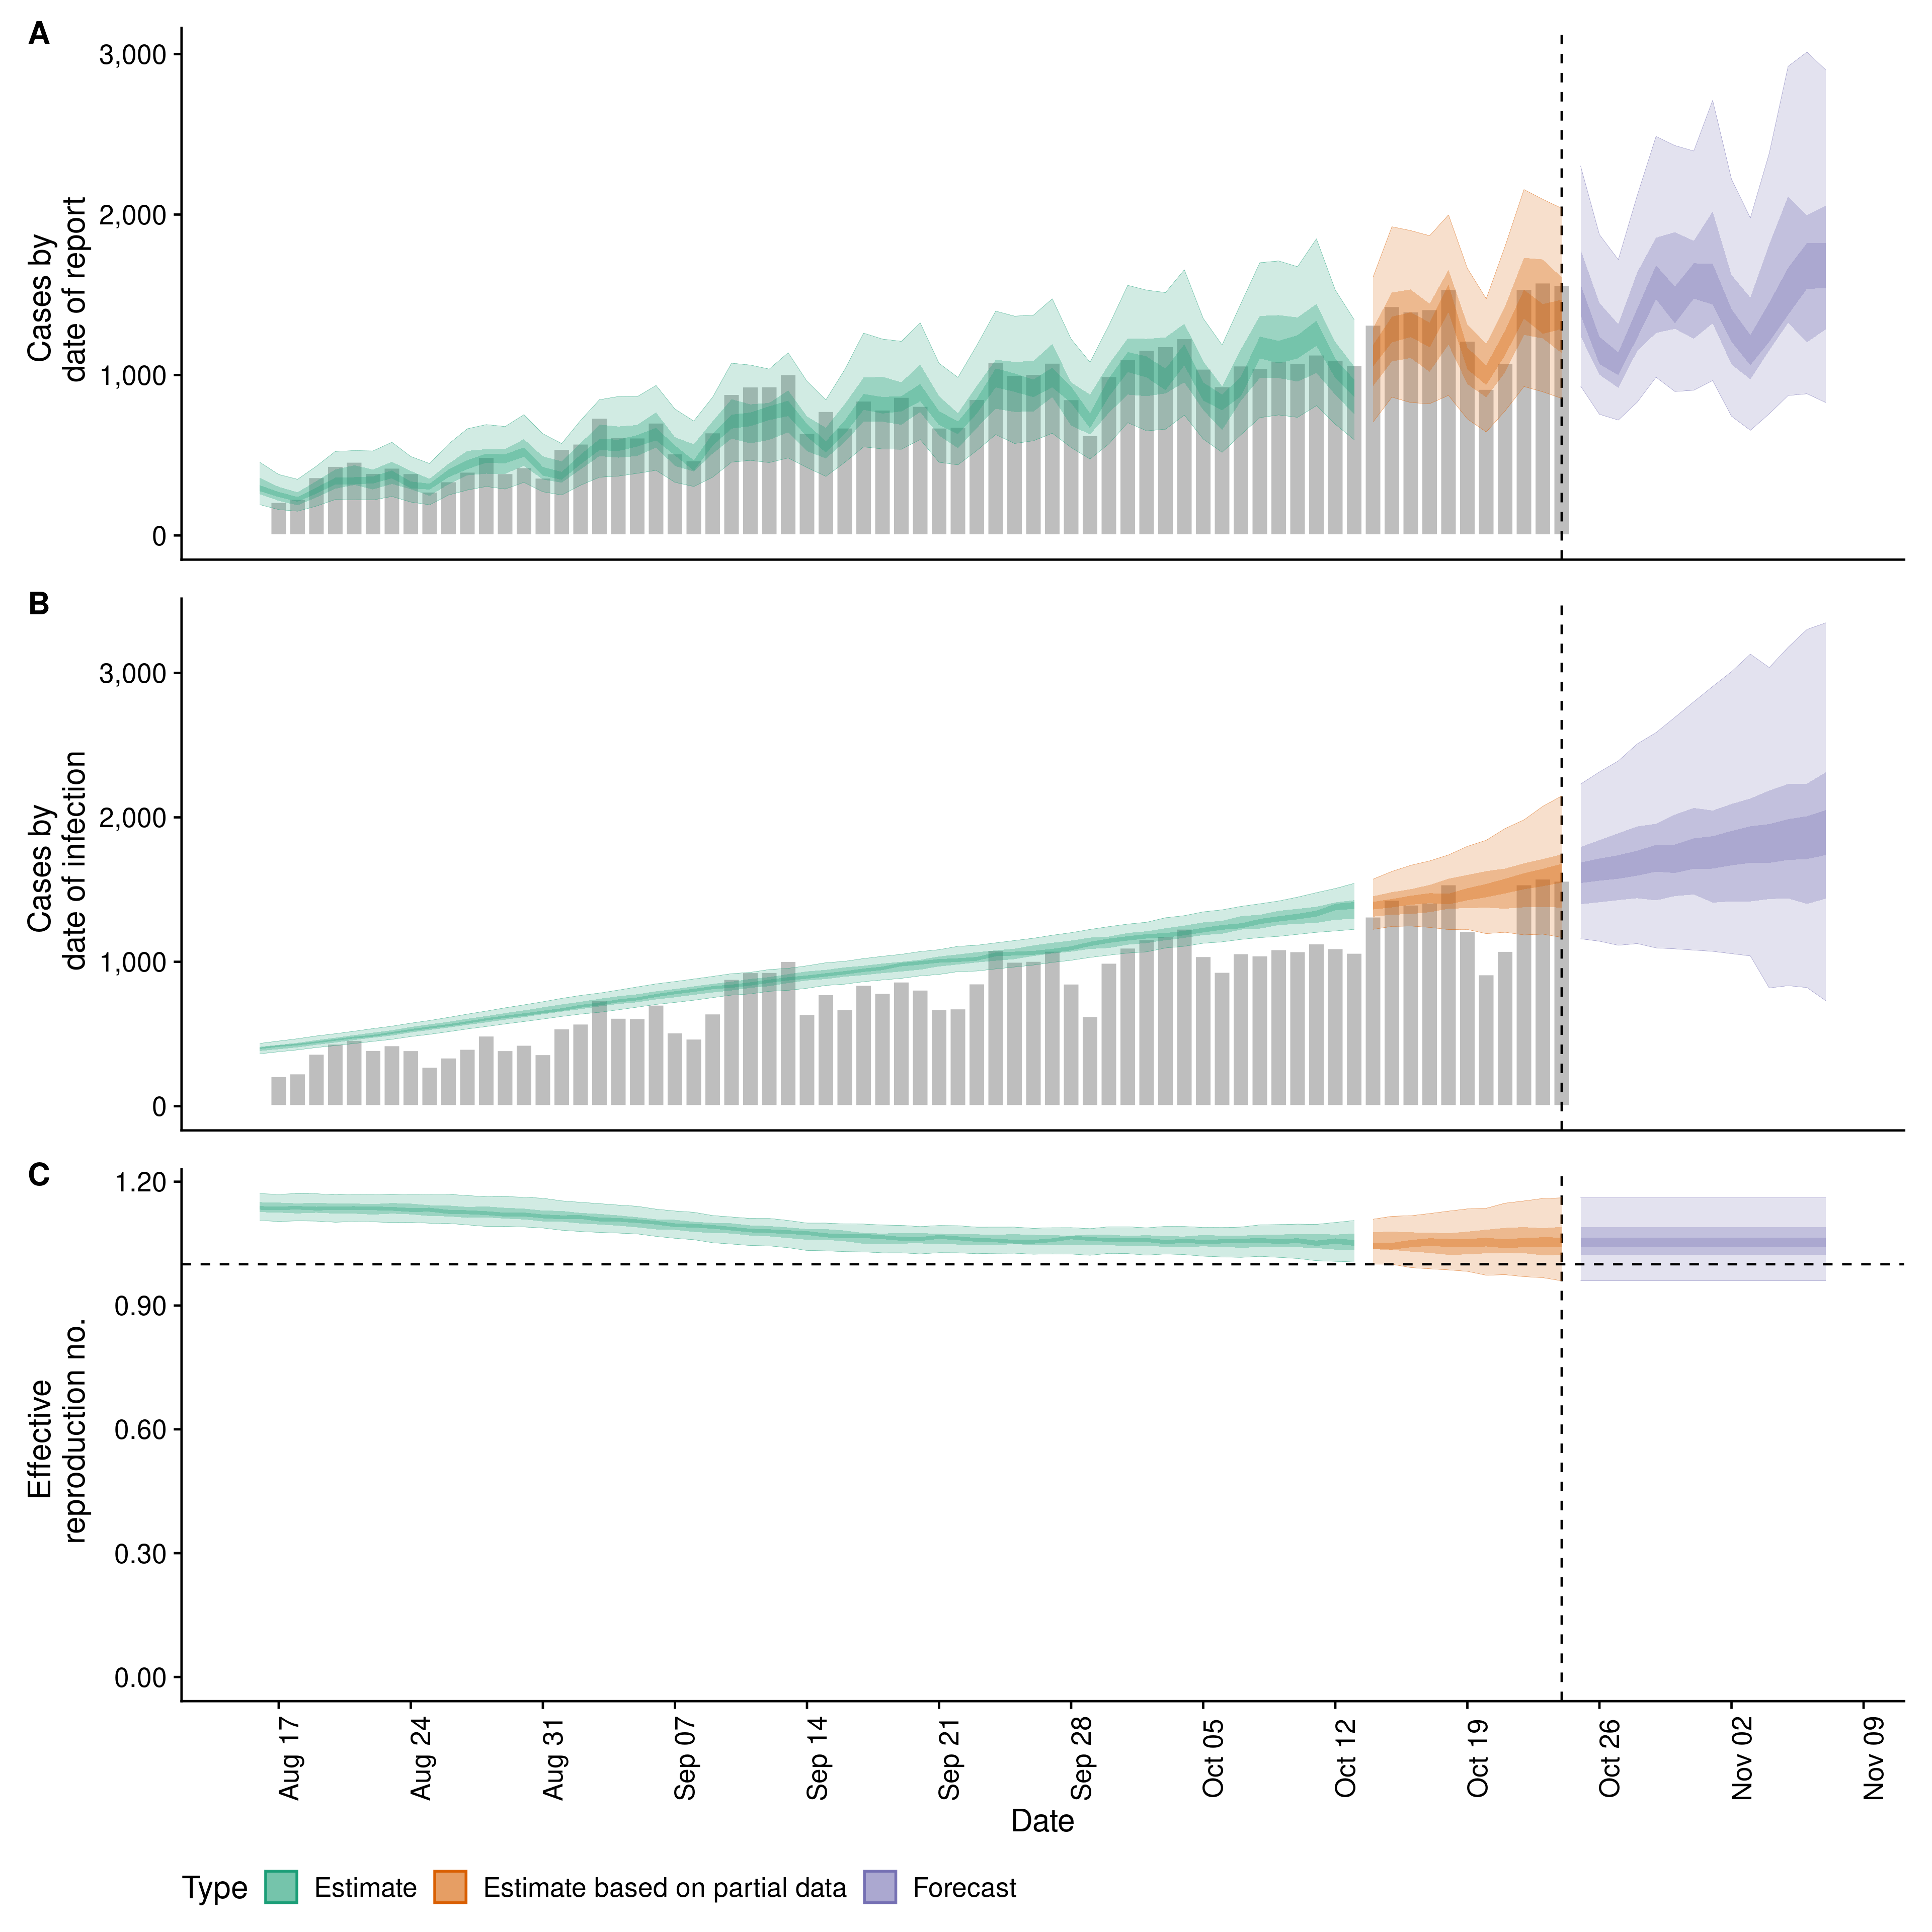 A
Cases by
date of report
3,000
2,000
1,000
0
B
Cases by
date of infection
3,000
2,000
1,000
0
C
Effective
reproduction no.
1.20
0.90
0.60
0.30
0.00
Aug 17
Aug 24
Aug 31
Sep 07
Sep 14
Sep 21
Sep 28
Oct 05
Oct 12
Oct 19
Oct 26
Nov 02
Nov 09
Date
Type Estimate Estimate based on partial data Forecast